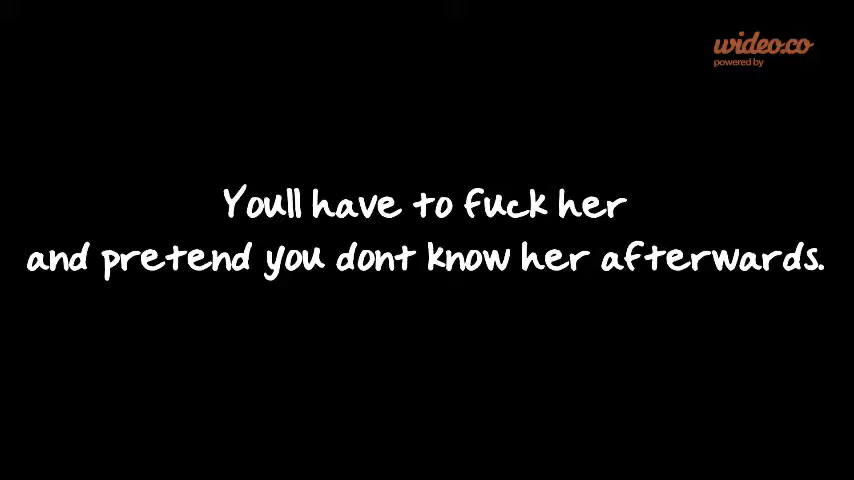 wideo.co
powered by
Youll have to fuck her
and pretend you dont know her afterwards.